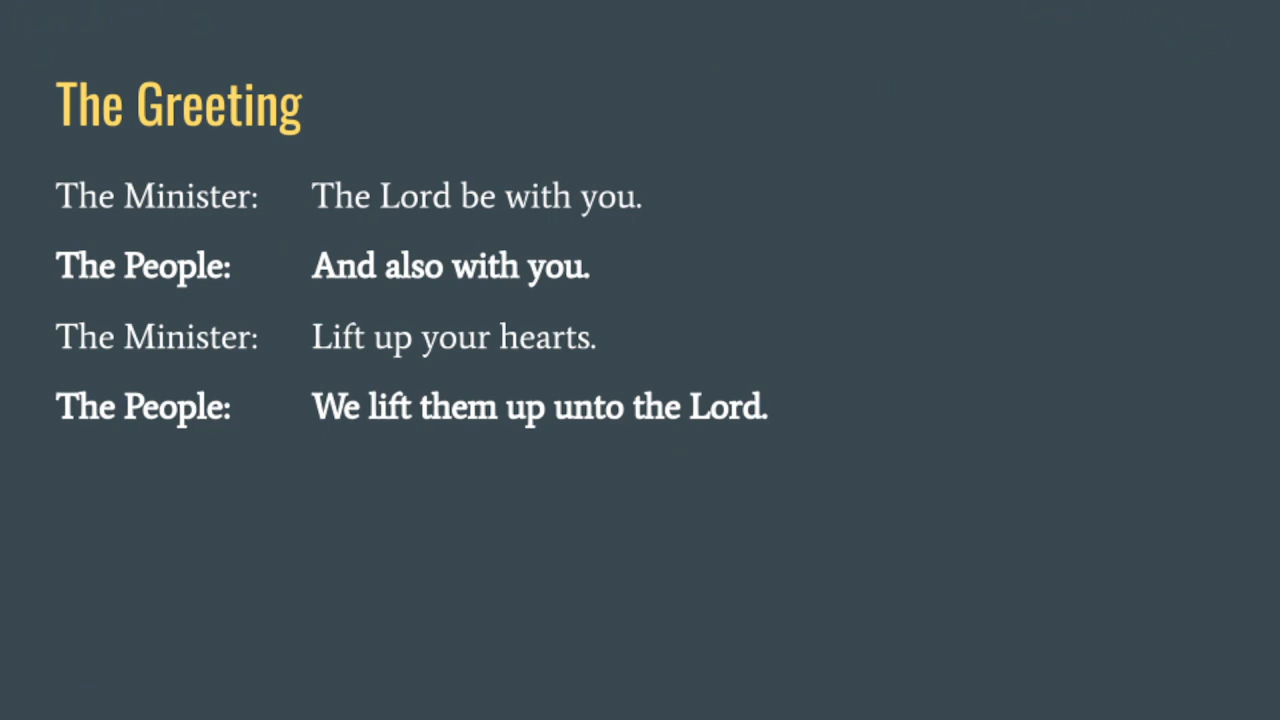 The Greeting
The Minister: The Lord be with you.
The People: And also with you.
The Minister: Lift up your hearts.
The People: We lift them up unto the Lord.